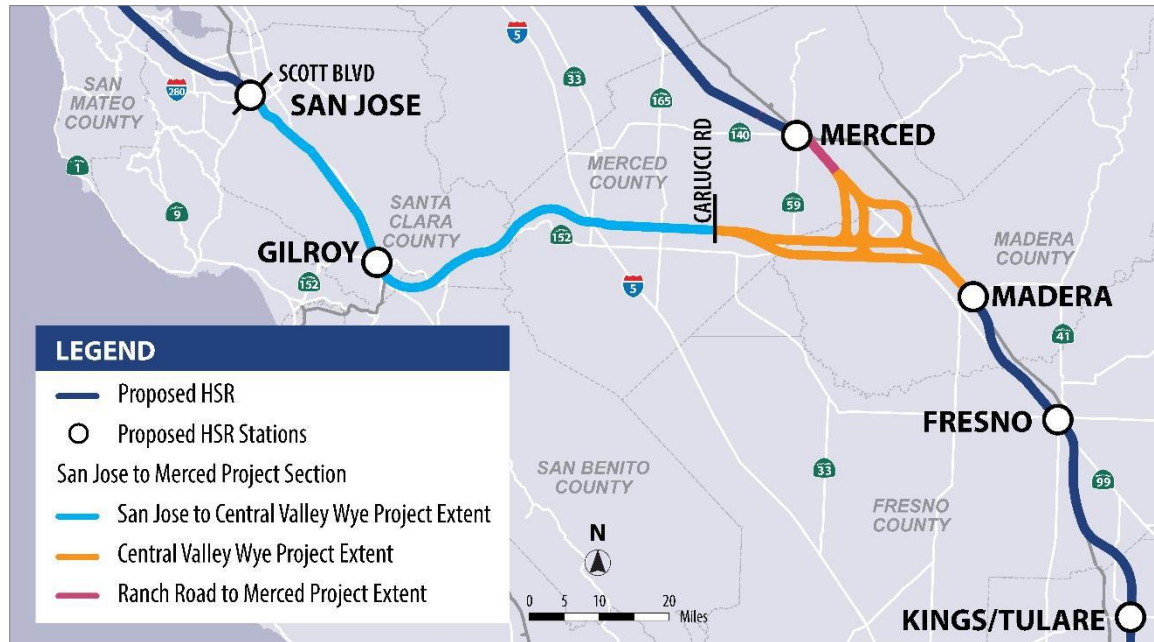 SCOTT BLVD
SAN JOSE
SAN
MATEO
COUNTY
280
1
9
5
33
165
140
MERCED
MERCED
COUNTY
CARLUCCI RD
59
SANTA
CLARA
COUNTY
GILROY
152
152
5
MADERA
COUNTY
MADERA
41
FRESNO
99
33
SAN BENITO
COUNTY
FRESNO
COUNTY
KINGS/TULARE
N
0 5 10 20
Miles
LEGEND
Proposed HSR
Proposed HSR Stations
San Jose to Merced Project Section
San Jose to Central Valley Wye Project Extent
Central Valley Wye Project Extent
Ranch Road to Merced Project Extent